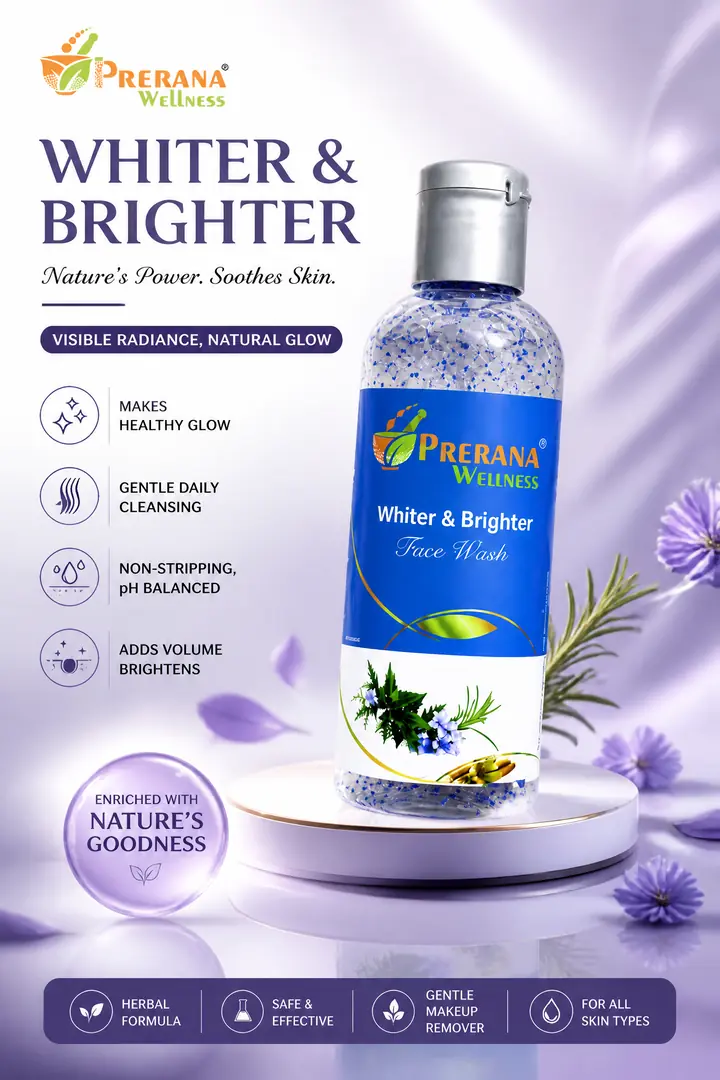 PRERANA®
WELLNESS
WHITER &
BRIGHTER
Nature's Power. Soothes Skin.
VISIBLE RADIANCE, NATURAL GLOW
MAKES
HEALTHY GLOW
GENTLE DAILY
CLEANSING
NON-STRIPPING,
pH BALANCED
ADDS VOLUME
BRIGHTENS
PRERANA®
WELLNESS
Whiter & Brighter
Face Wash
ENRICHED WITH
NATURE'S
GOODNESS
HERBAL
FORMULA
SAFE &
EFFECTIVE
GENTLE
MAKEUP
REMOVER
FOR ALL
SKIN TYPES